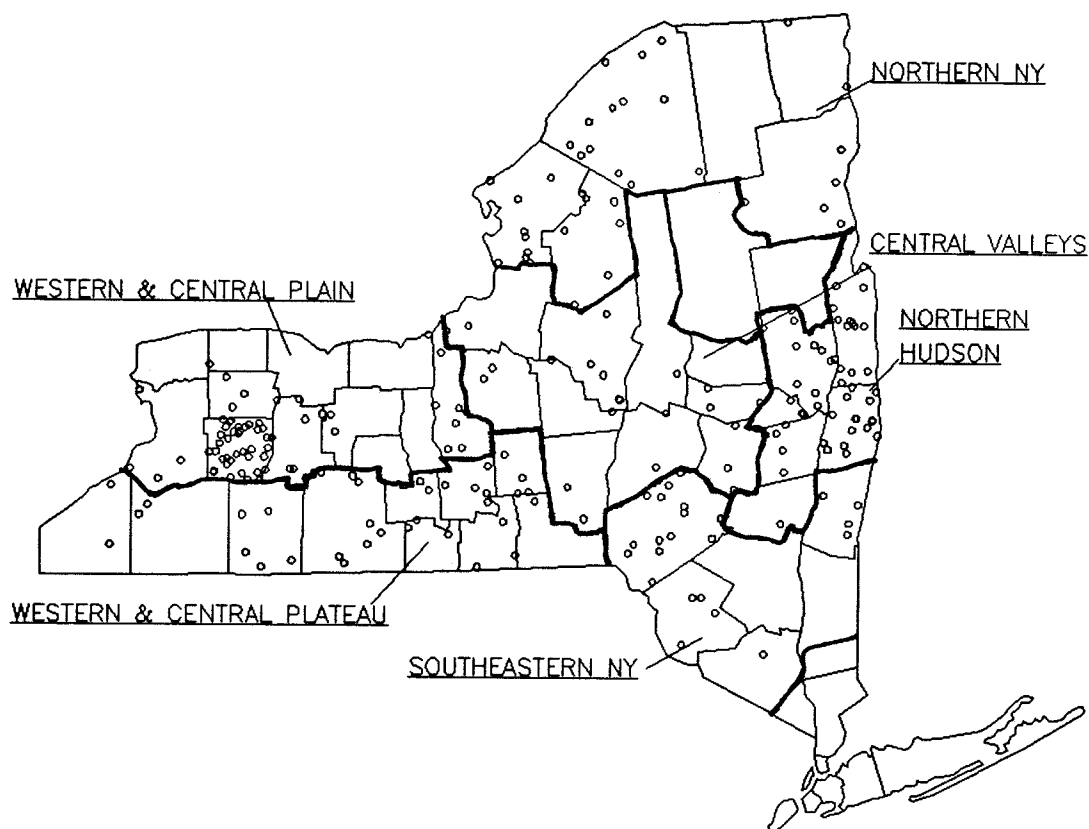 NORTHERN NY
CENTRAL VALLEYS
WESTERN & CENTRAL PLAIN
NORTHERN
HUDSON
WESTERN & CENTRAL PLATEAU
SOUTHEASTERN NY